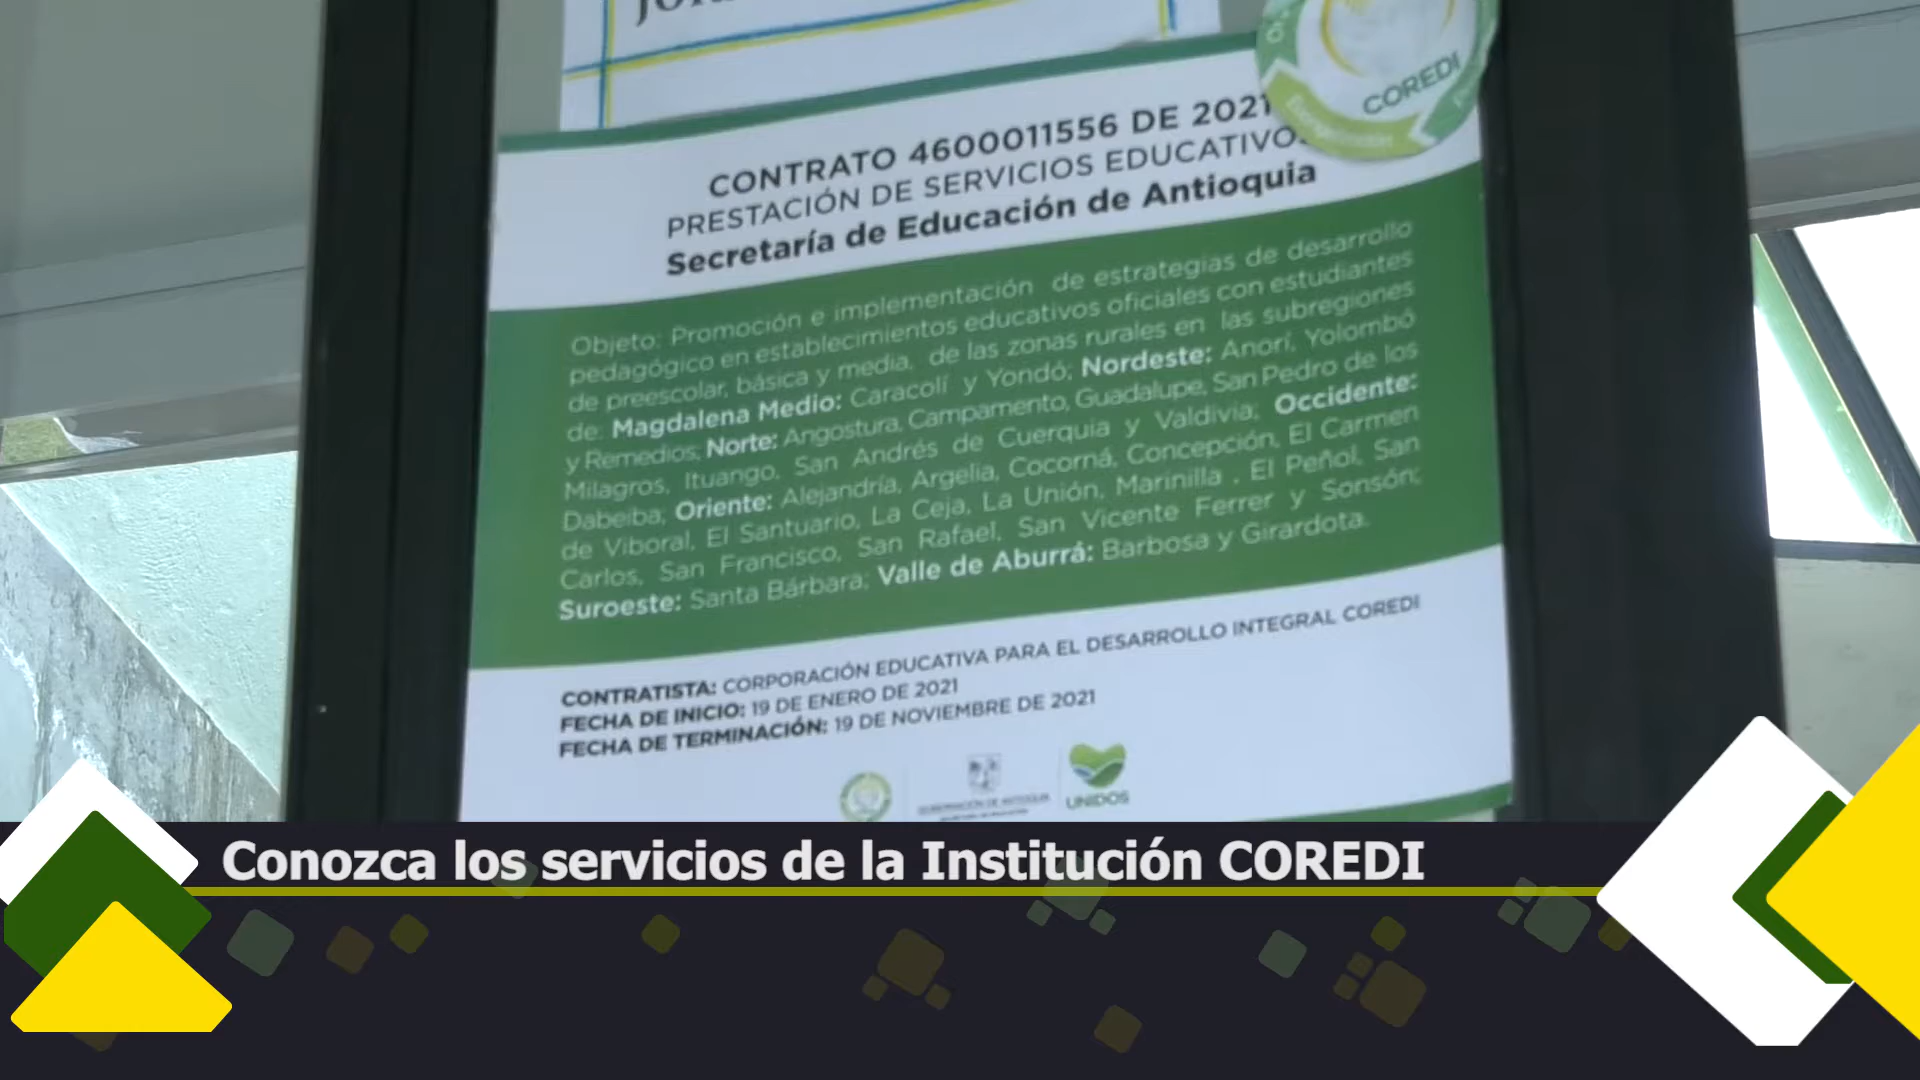 COREDI
CONTRATO 4600011556 DE 2021
PRESTACIÓN DE SERVICIOS EDUCATIVO
Secretaría de Educación de Antioquia
Objeto: Promoción e implementación de estrategias de desarrollo
pedagógico en establecimientos educativos oficiales con estudiantes
de preescolar, básica y media, de las zonas rurales en las subregiones
de: Magdalena Medio: Caracolí y Yondó; Nordeste: Anorí, Yolombó
y Remedios; Norte: Angostura, Campamento, Guadalupe, San Pedro de los
Milagros, Ituango, San Andrés de Cuerquia y Valdivia; Occidente:
Dabeiba; Oriente: Alejandría, Argelia, Cocorná, Concepción, El Carmen
de Viboral, El Santuario, La Ceja, La Unión, Marinilla , El Peñol, San
Carlos, San Francisco, San Rafael, San Vicente Ferrer y Sonsón;
Suroeste: Santa Bárbara; Valle de Aburrá: Barbosa y Girardota.
CONTRATISTA: CORPORACIÓN EDUCATIVA PARA EL DESARROLLO INTEGRAL COREDI
FECHA DE INICIO: 19 DE ENERO DE 2021
FECHA DE TERMINACIÓN: 19 DE NOVIEMBRE DE 2021
GOBERNACIÓN DE ANTIOQUIA
UNIDOS
Conozca los servicios de la Institución COREDI